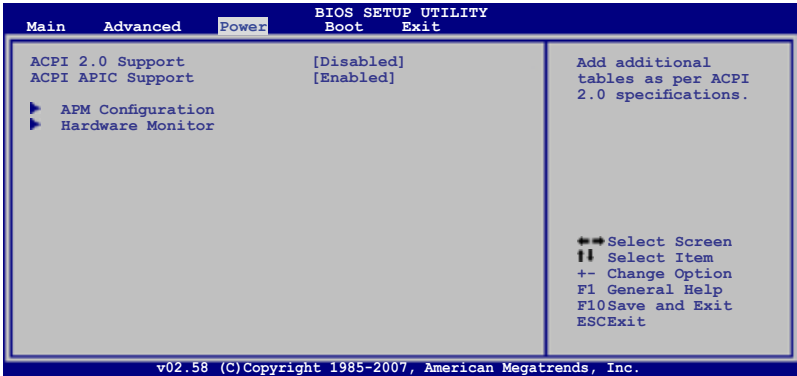 BIOS SETUP UTILITY
Main Advanced Power Boot Exit
ACPI 2.0 Support [Disabled]
ACPI APIC Support [Enabled]
APM Configuration
Hardware Monitor
Add additional
tables as per ACPI
2.0 specifications.
Select Screen
Select Item
+- Change Option
F1 General Help
F10Save and Exit
ESCExit
v02.58 (C)Copyright 1985-2007, American Megatrends, Inc.